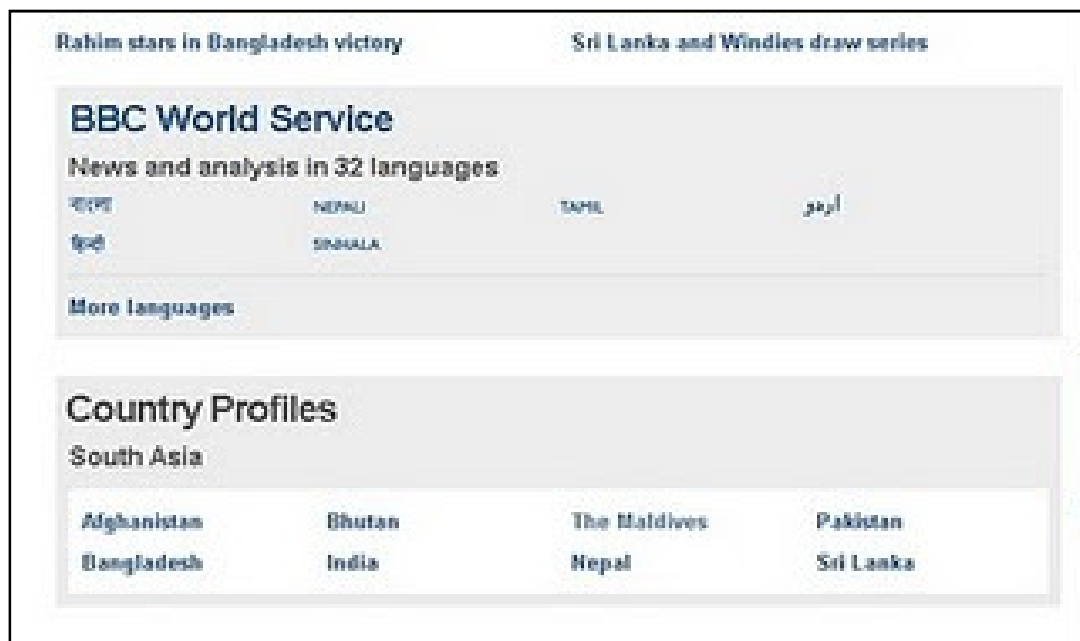 Rahim stars in Bangladesh victory Sri Lanka and Windies draw series
BBC World Service
News and analysis in 32 languages
বাংলা NEPALI TAMIL اردو
हिन्दी SINHALA
More languages
Country Profiles
South Asia
Afghanistan Bhutan The Maldives Pakistan
Bangladesh India Nepal Sri Lanka